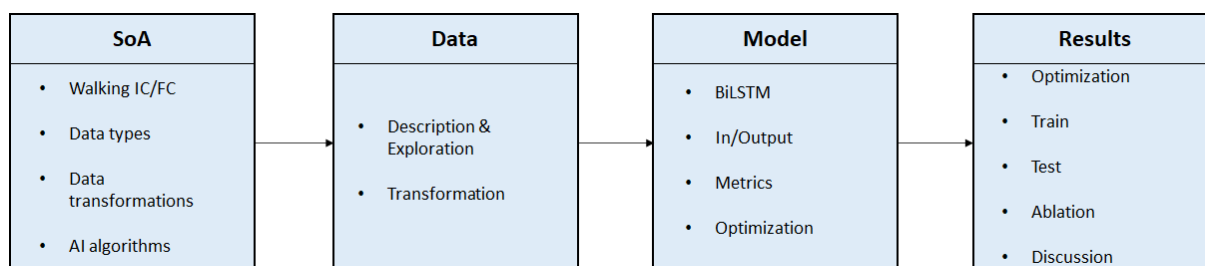 SoA
• Walking IC/FC
• Data types
• Data
transformations
• AI algorithms
Data
• Description &
Exploration
• Transformation
Model
• BiLSTM
• In/Output
• Metrics
• Optimization
Results
• Optimization
• Train
• Test
• Ablation
• Discussion